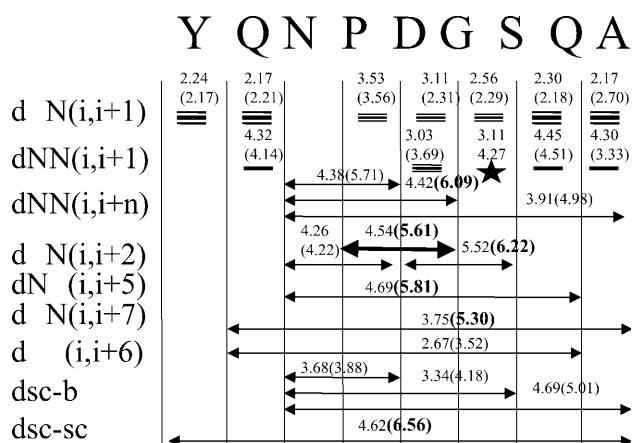 Y Q N P D G S Q A
2.24 2.17 3.53 3.11 2.56 2.30 2.17
d N(i,i+1) (2.17) (2.21) (3.56) (2.31) (2.29) (2.18) (2.70)
4.32 3.03 3.11 4.45 4.30
dNN(i,i+1) (4.14) (3.69) 4.27 (4.51) (3.33)
4.38(5.71) 4.42(6.09)
dNN(i,i+n) 3.91(4.98)
4.26 4.54(5.61)
d N(i,i+2) (4.22) 5.52(6.22)
dN (i,i+5) 4.69(5.81)
d N(i,i+7) 3.75(5.30)
d (i,i+6) 2.67(3.52)
3.68(3.88) 3.34(4.18)
dsc-b 4.69(5.01)
dsc-sc 4.62(6.56)